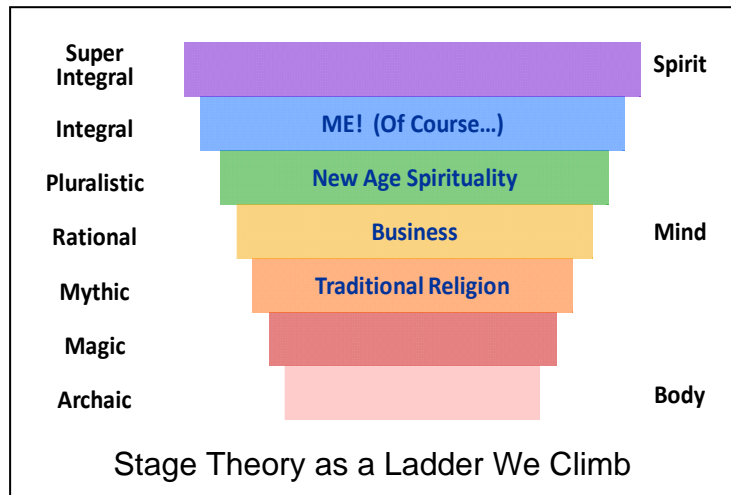 Super
Integral
Spirit
Integral
ME! (Of Course...)
Pluralistic
New Age Spirituality
Rational
Business
Mind
Mythic
Traditional Religion
Magic
Archaic
Body
Stage Theory as a Ladder We Climb